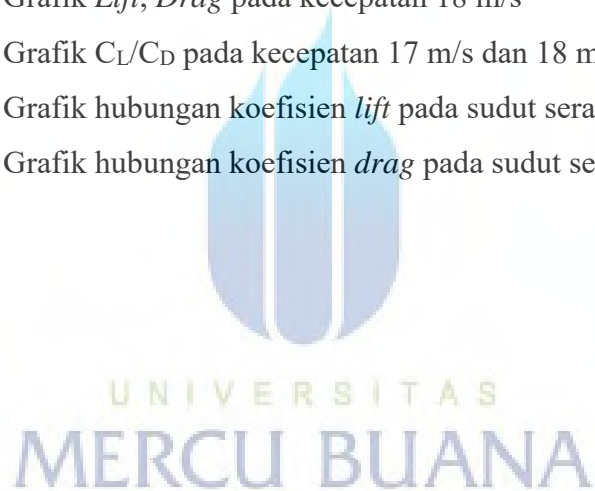 Grafik Lift, Drag pada kecepatan 18 m/s
Grafik CL/CD pada kecepatan 17 m/s dan 18 m
Grafik hubungan koefisien lift pada sudut sera
Grafik hubungan koefisien drag pada sudut se
UNIVERSITAS
MERCU BUANA